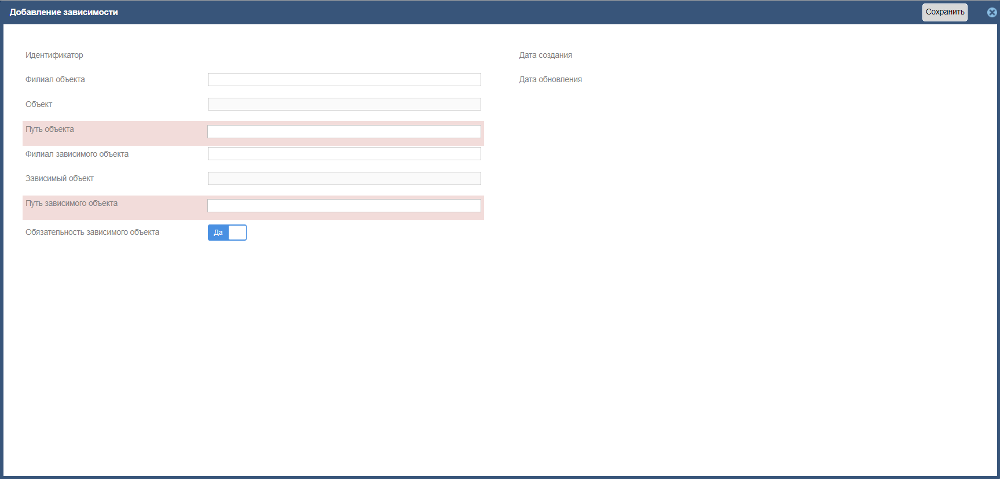 Добавление зависимости
Сохранить
Идентификатор
Дата создания
Филиал объекта
Дата обновления
Объект
Путь объекта
Филиал зависимого объекта
Зависимый объект
Путь зависимого объекта
Обязательность зависимого объекта
Да